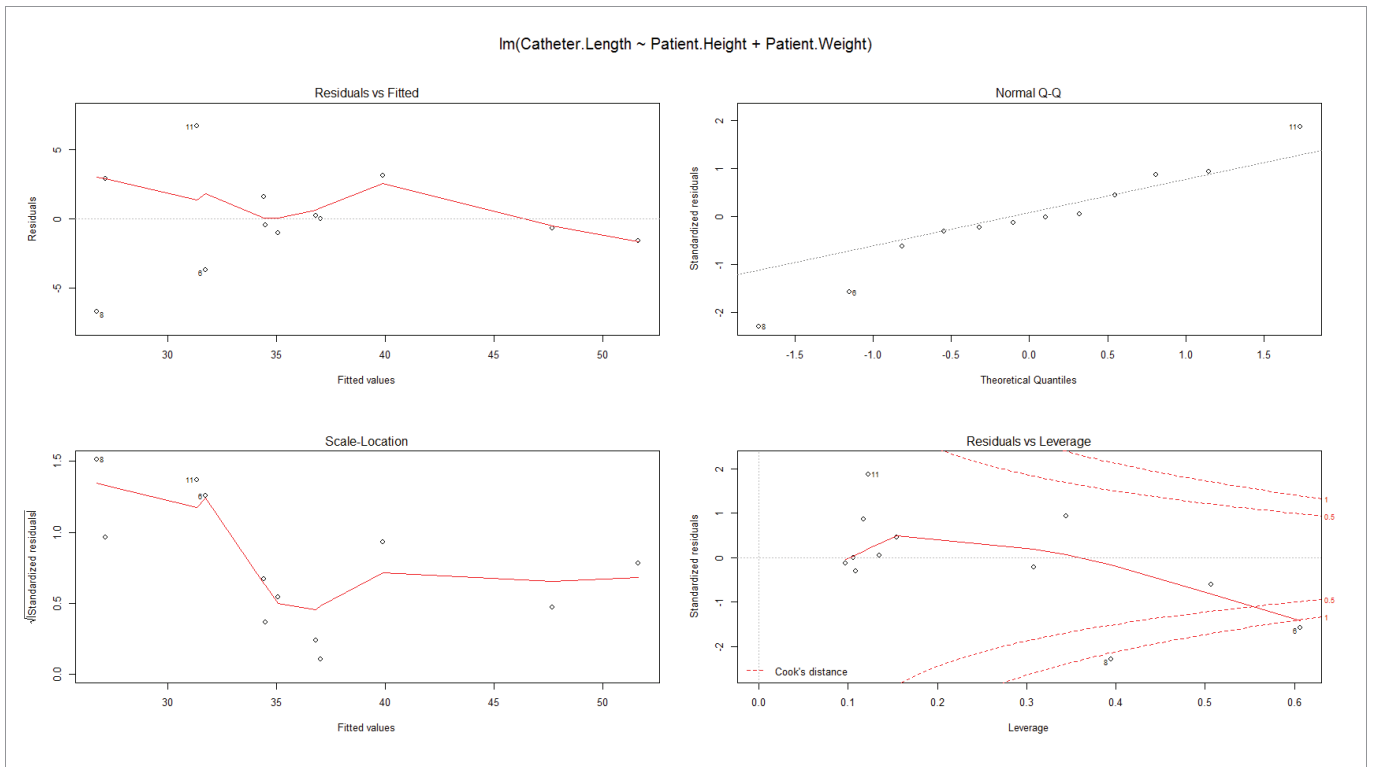 lm(Catheter.Length ~ Patient.Height + Patient.Weight)
Residuals vs Fitted
Residuals
5
0
-5
11
6
8
30 35 40 45 50
Fitted values
Normal Q-Q
Standardized residuals
2
1
0
-1
-2
11
6
8
-1.5 -1.0 -0.5 0.0 0.5 1.0 1.5
Theoretical Quantiles
Scale-Location
√|Standardized residuals|
1.5
1.0
0.5
0.0
8
11
6
30 35 40 45 50
Fitted values
Residuals vs Leverage
Standardized residuals
2
1
0
-1
-2
11
1
0.5
0.5
1
6
8
Cook's distance
0.0 0.1 0.2 0.3 0.4 0.5 0.6
Leverage